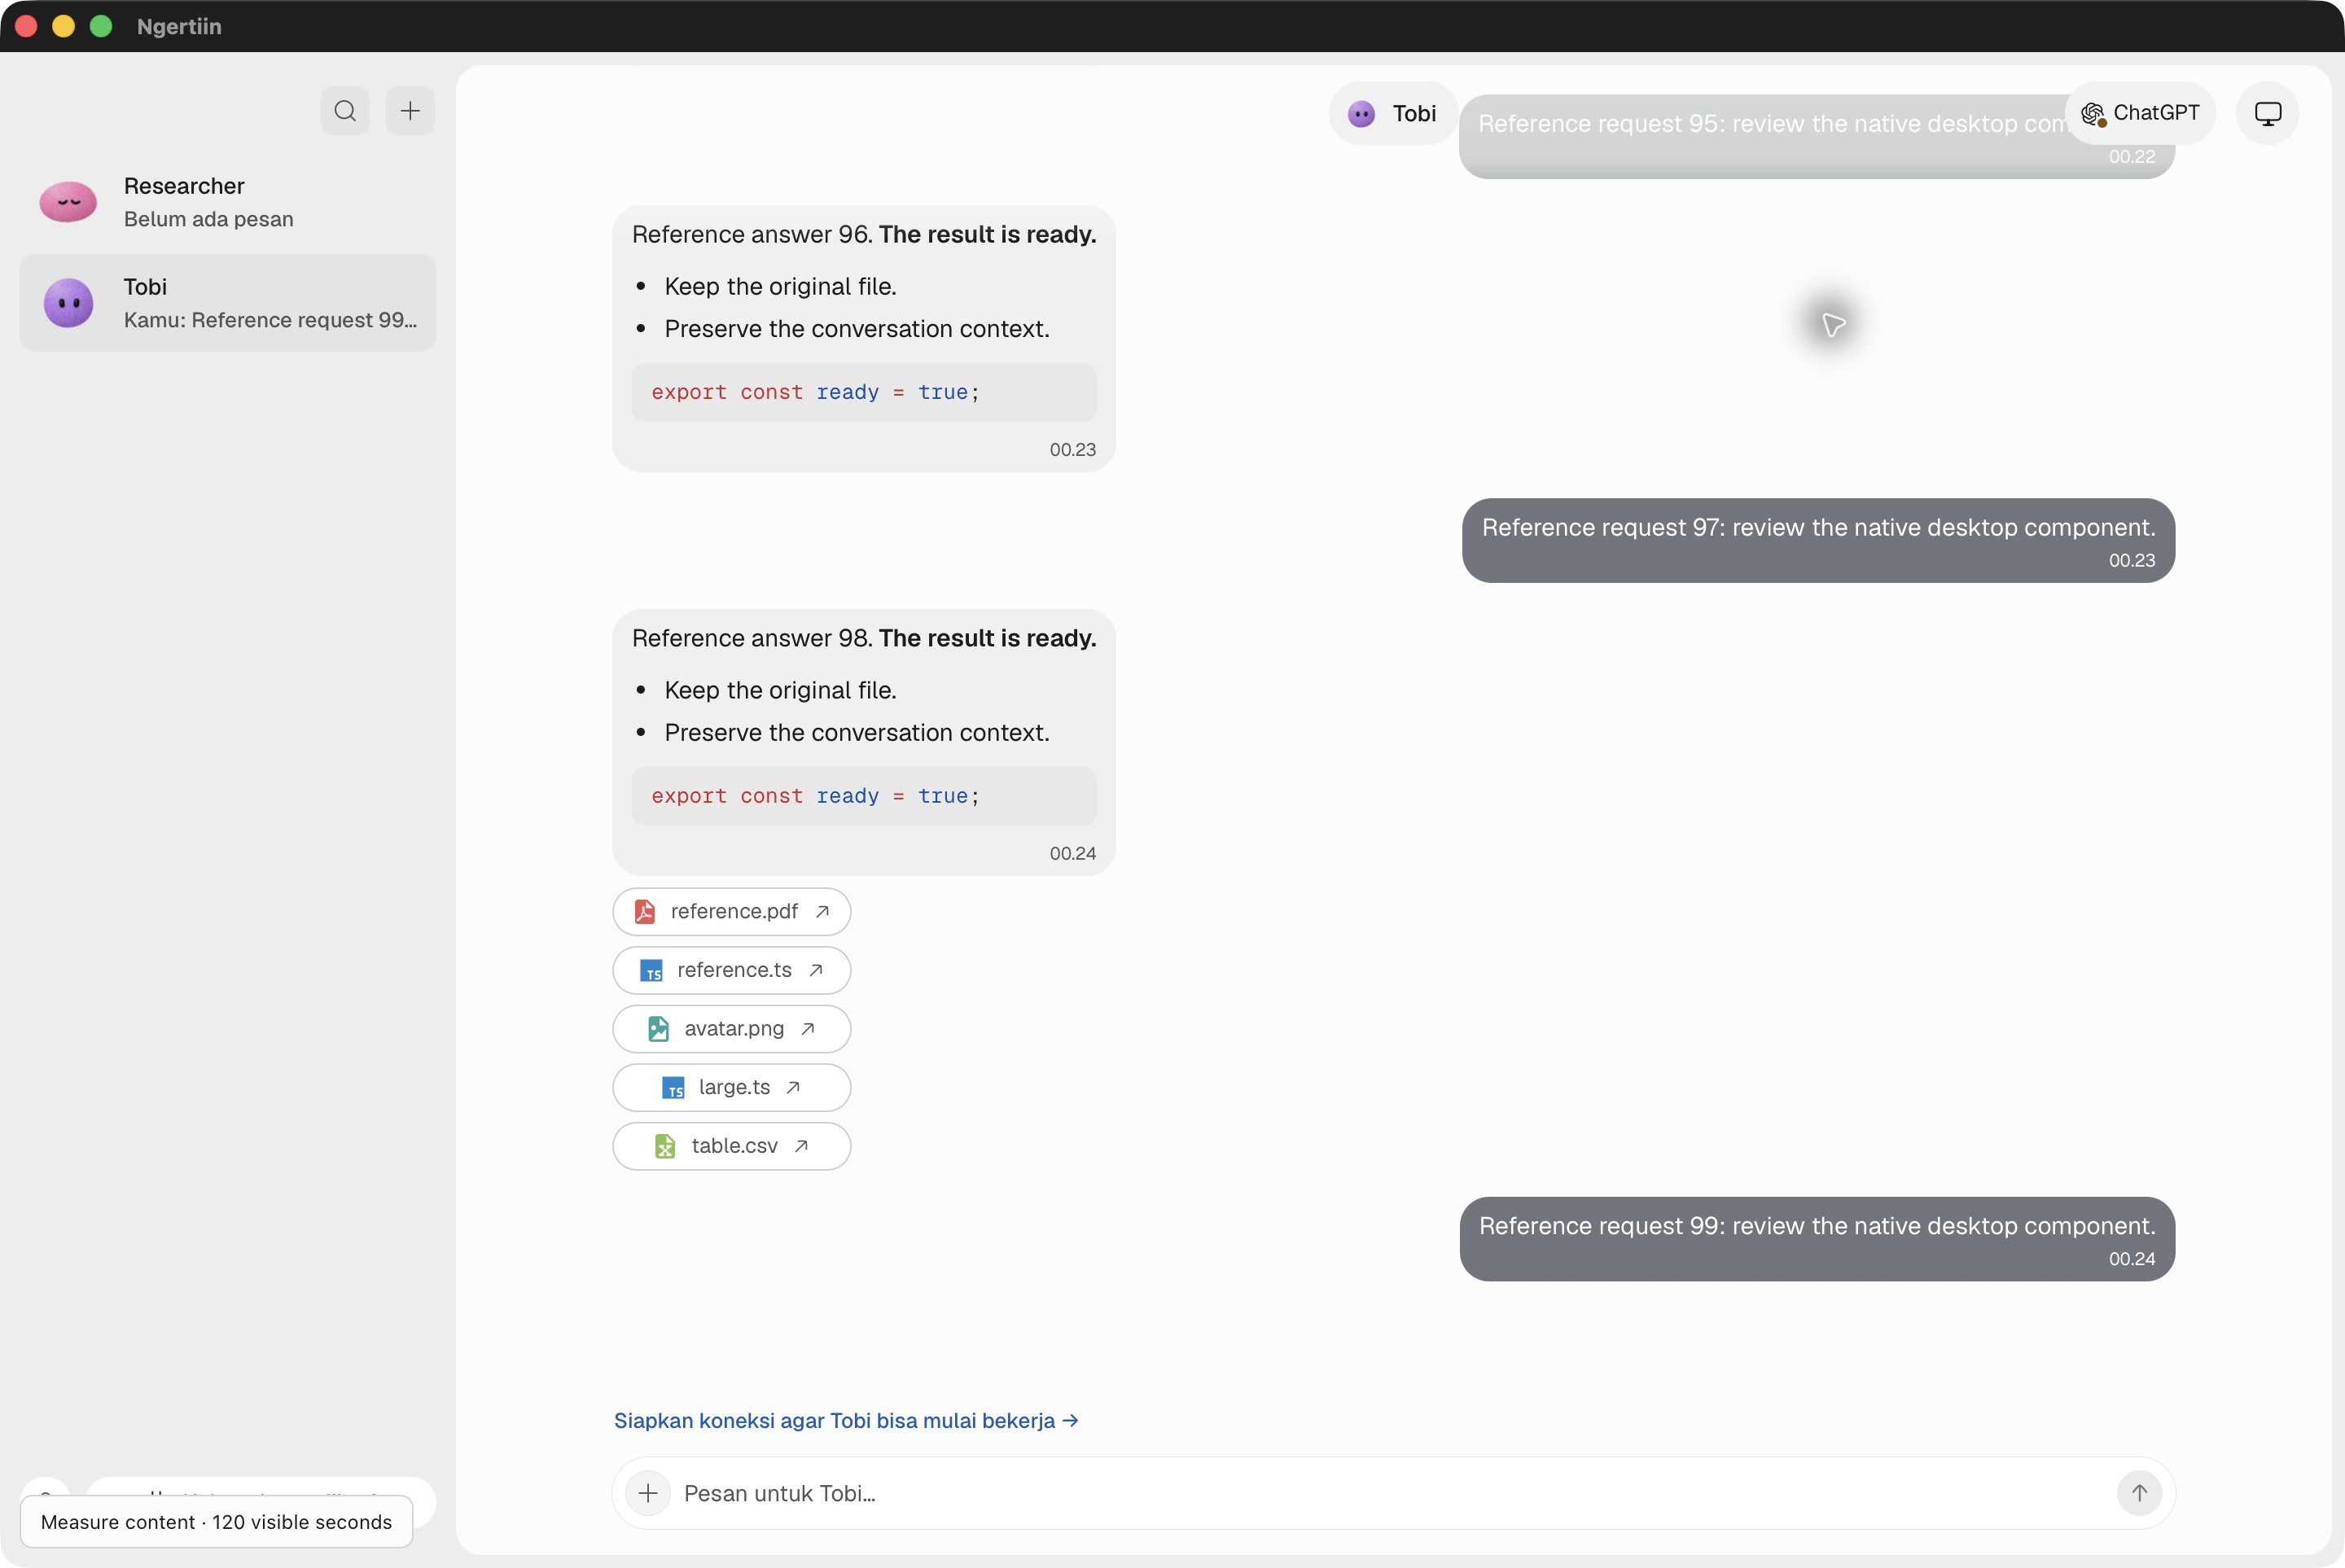 Ngertiin
Researcher
Belum ada pesan
Tobi
Kamu: Reference request 99...
Measure content · 120 visible seconds
Tobi
ChatGPT
Reference request 95: review the native desktop com
00.22
Reference answer 96. The result is ready.
• Keep the original file.
• Preserve the conversation context.
export const ready = true;
00.23
Reference request 97: review the native desktop component.
00.23
Reference answer 98. The result is ready.
• Keep the original file.
• Preserve the conversation context.
export const ready = true;
00.24
reference.pdf
TS reference.ts
avatar.png
TS large.ts
table.csv
Reference request 99: review the native desktop component.
00.24
Siapkan koneksi agar Tobi bisa mulai bekerja →
Pesan untuk Tobi...